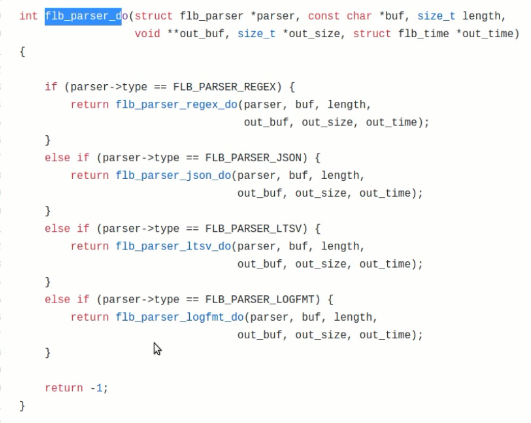 int flb_parser_do(struct flb_parser *parser, const char *buf, size_t length,
                  void **out_buf, size_t *out_size, struct flb_time *out_time)
{

    if (parser->type == FLB_PARSER_REGEX) {
        return flb_parser_regex_do(parser, buf, length,
                                   out_buf, out_size, out_time);
    }
    else if (parser->type == FLB_PARSER_JSON) {
        return flb_parser_json_do(parser, buf, length,
                                  out_buf, out_size, out_time);
    }
    else if (parser->type == FLB_PARSER_LTSV) {
        return flb_parser_ltsv_do(parser, buf, length,
                                  out_buf, out_size, out_time);
    }
    else if (parser->type == FLB_PARSER_LOGFMT) {
        return flb_parser_logfmt_do(parser, buf, length,
                                  out_buf, out_size, out_time);
    }

    return -1;
}